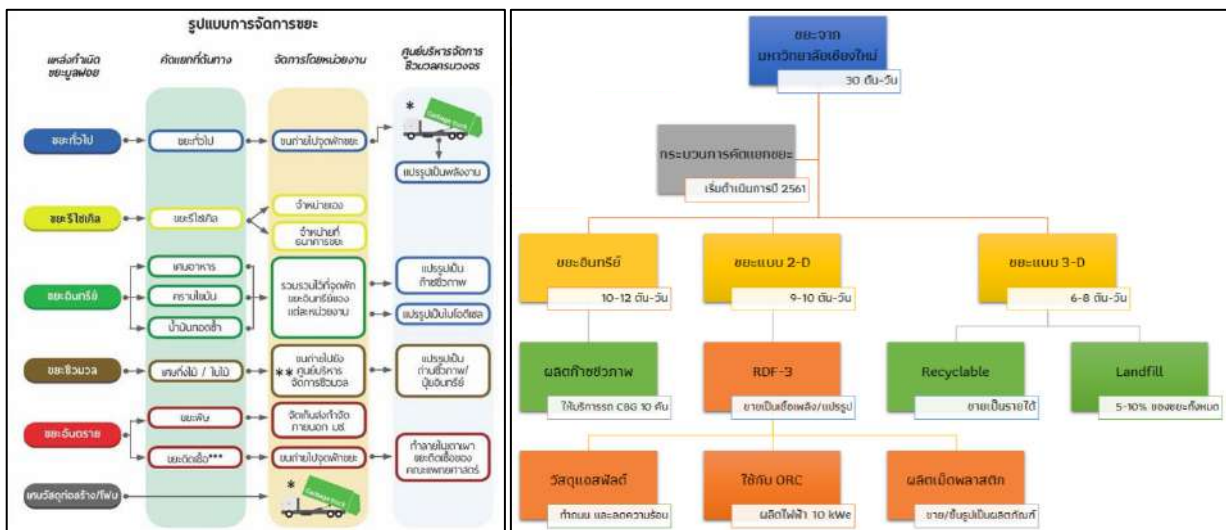 รูปแบบการจัดการขยะ
แหล่งกำเนิด
ขยะมูลฝอย
คัดแยกที่ต้นทาง
จัดการโดยหน่วยงาน
ศูนย์บริหารจัดการ
ชีวมวลครบวงจร
ขยะทั่วไป
ขยะทั่วไป
ขนถ่ายไปจุดพักขยะ
*
Garbage truck
แปรรูปเป็นพลังงาน
ขยะรีไซเคิล
ขยะรีไซเคิล
จำหน่ายเอง
จำหน่ายที่
ธนาคารขยะ
ขยะอินทรีย์
เศษอาหาร
คราบไขมัน
น้ำมันทอดซ้ำ
รวบรวมไว้ที่จุดพัก
ขยะอินทรีย์ของ
แต่ละหน่วยงาน
แปรรูปเป็น
ก๊าซชีวภาพ
แปรรูปเป็นไบโอดีเซล
ขยะชีวมวล
เศษกิ่งไม้ / ใบไม้
ขนถ่ายไปยัง
** ศูนย์บริหาร
จัดการชีวมวล
แปรรูปเป็น
ถ่านชีวภาพ/
ปุ๋ยอินทรีย์
ขยะอันตราย
ขยะพิษ
จัดเก็บส่งกำจัด
ภายนอก มช.
ขยะติดเชื้อ***
ขนถ่ายไปจุดพักขยะ
ทำลายในเตาเผา
ขยะติดเชื้อของ
คณะแพทยศาสตร์
เศษวัสดุก่อสร้าง/โฟม
*
Garbage truck
ขยะจาก
มหาวิทยาลัยเชียงใหม่
30 ตัน-วัน
กระบวนการคัดแยกขยะ
เริ่มดำเนินการปี 2561
ขยะอินทรีย์
10-12 ตัน-วัน
ขยะแบบ 2-D
9-10 ตัน-วัน
ขยะแบบ 3-D
6-8 ตัน-วัน
ผลิตก๊าซชีวภาพ
ให้บริการรถ CBG 10 คัน
RDF-3
ขายเป็นเชื้อเพลิง/แปรรูป
Recyclable
ขายเป็นรายได้
Landfill
5-10% ของขยะทั้งหมด
วัสดุแอสฟัลต์
ทำถนน และลดความร้อน
ใช้กับ ORC
ผลิตไฟฟ้า 10 kWe
ผลิตเม็ดพลาสติก
ขาย/ขึ้นรูปเป็นผลิตภัณฑ์